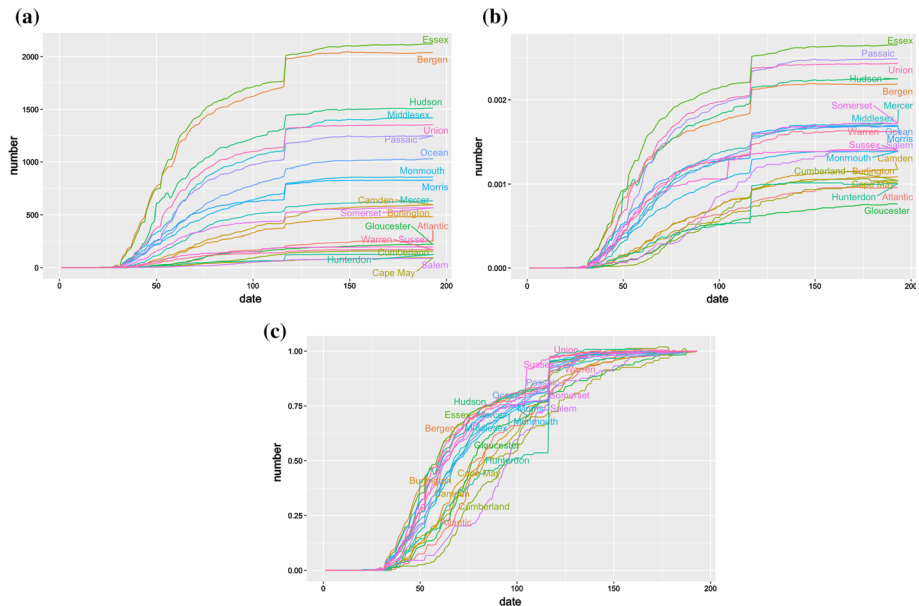 (a)
Essex
2000
Bergen
Hudson
1500
Middlesex
Union
number
Passaic
1000
Ocean
Monmouth
Morris
Camden Mercer
500
Somerset Burlington
Gloucester Atlantic
Warren Sussex
Cumberland
0
Hunterdon
Salem
Cape May
0 50 100 150 200
date
(b)
Essex
Passaic
Union
Hudson
Bergen
0.002
Somerset Mercer
Middlesex
number
Warren Ocean
Morris
Sussex Salem
Monmouth Camden
Cumberland Burlington
0.001
Cape May
Hunterdon Atlantic
Gloucester
0.000
0 50 100 150 200
date
(c)
1.00
Union
Sussex
Warren
Passaic
Ocean Somerset
0.75
Hudson
Essex Mercer Morris Salem
Bergen Middlesex Monmouth
number
Gloucester
0.50
Hunterdon
Burlington Cape May
Camden
0.25
Cumberland
Atlantic
0.00
0 50 100 150 200
date